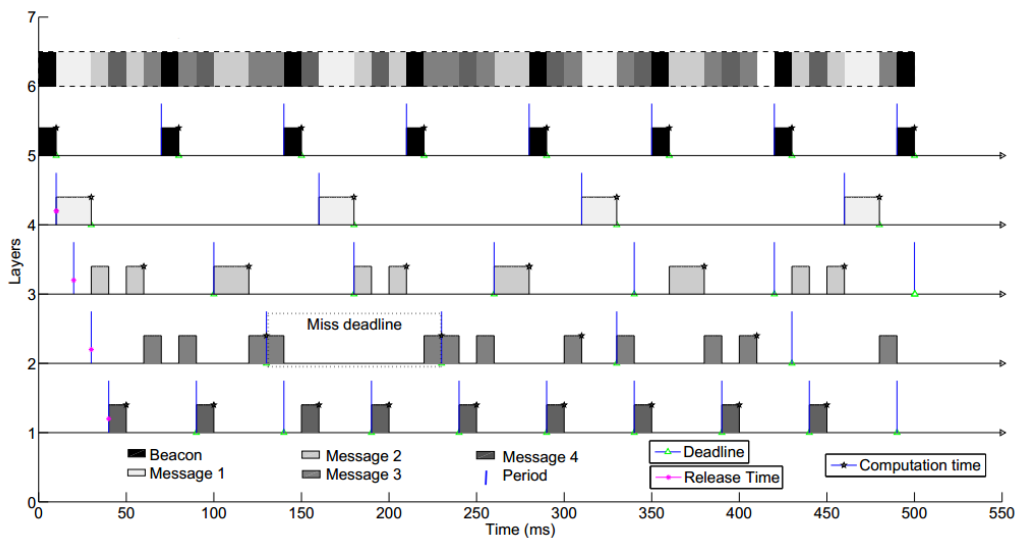 7
6
5
4
3
2
1
0
Layers
Miss deadline
Beacon
Message 1
Message 2
Message 3
Message 4
Period
Deadline
Release Time
Computation time
0 50 100 150 200 250 300 350 400 450 500 550
Time (ms)